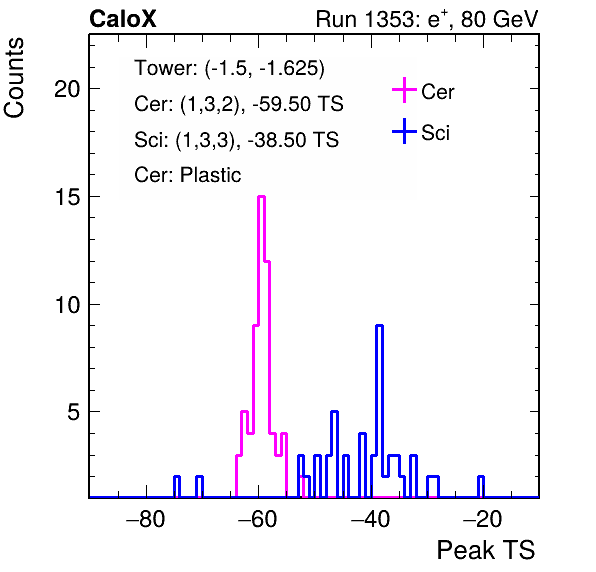 CaloX Run 1353: e⁺, 80 GeV
Counts
Tower: (-1.5, -1.625)
Cer: (1,3,2), -59.50 TS
Sci: (1,3,3), -38.50 TS
Cer: Plastic
Cer
Sci
20
15
10
5
−80 −60 −40 −20
Peak TS